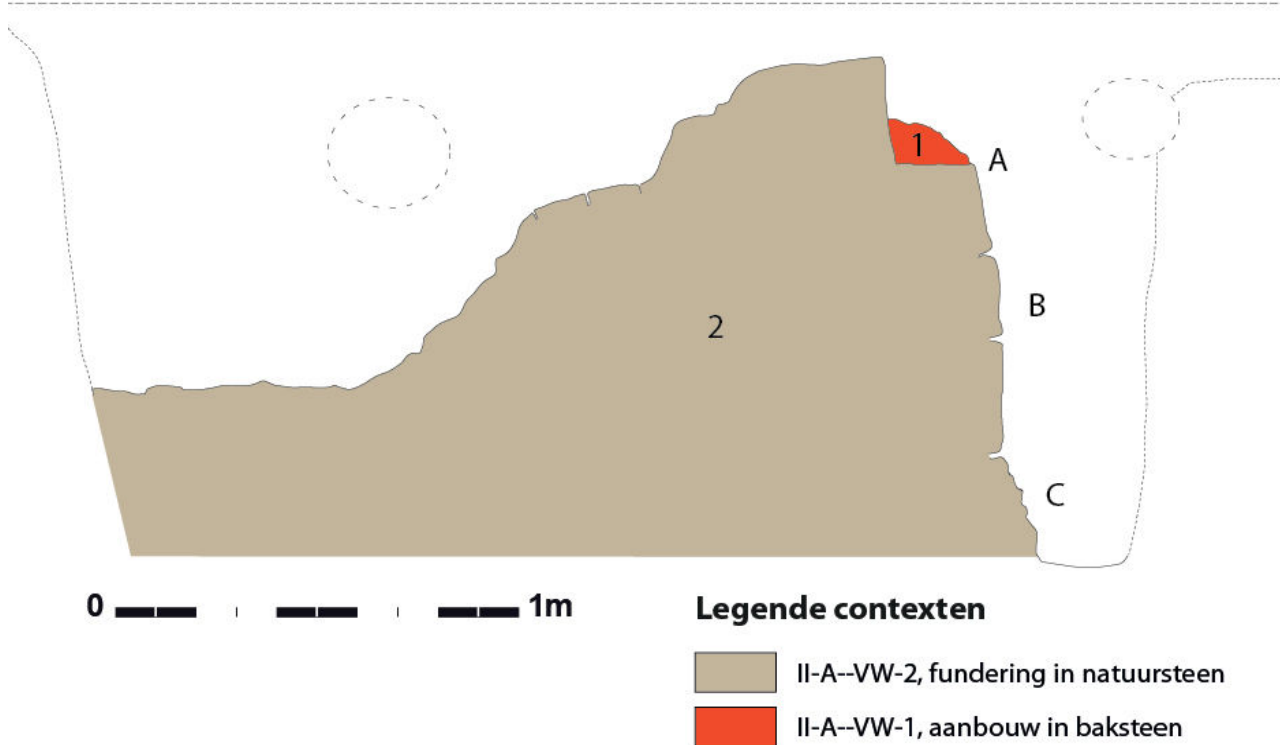 1
A
2
B
C
0 1m
Legende contexten
II-A--VW-2, fundering in natuursteen
II-A--VW-1, aanbouw in baksteen